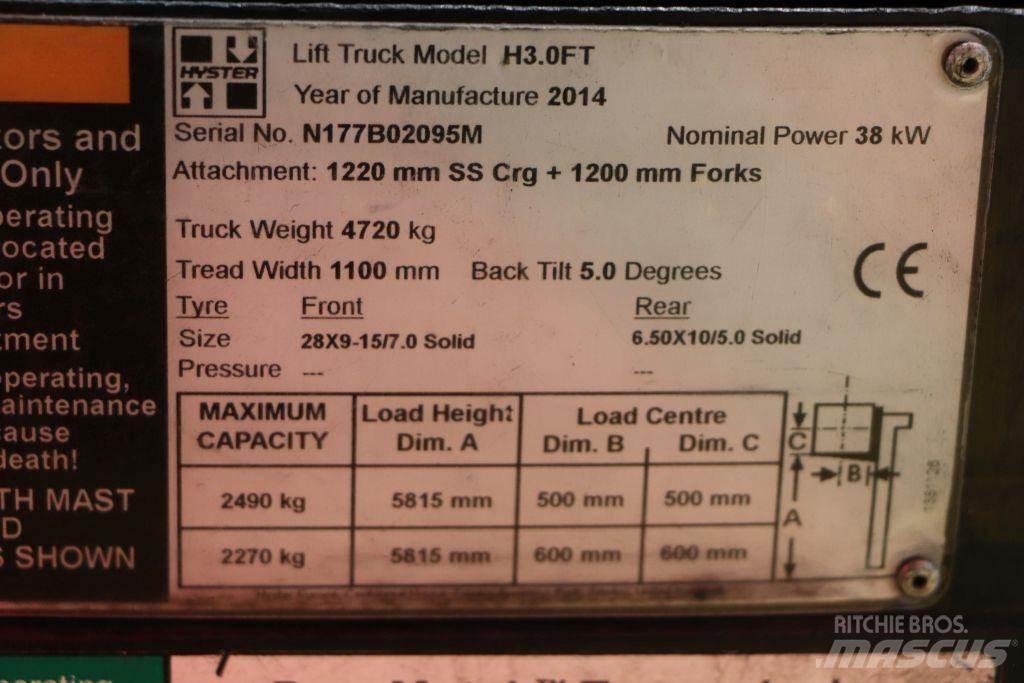 HYSTER
Lift Truck Model H3.0FT
Year of Manufacture 2014
Serial No. N177B02095M Nominal Power 38 kW
Attachment: 1220 mm SS Crg + 1200 mm Forks
Truck Weight 4720 kg
Tread Width 1100 mm Back Tilt 5.0 Degrees
CE
Tyre Front Rear
Size 28X9-15/7.0 Solid 6.50X10/5.0 Solid
Pressure --- ---
MAXIMUM CAPACITY Load Height Dim. A Load Centre Dim. B Dim. C
2490 kg 5815 mm 500 mm 500 mm
2270 kg 5815 mm 600 mm 600 mm
C
B
A
tors and
Only
perating
ocated
or in
rs
tment
operating,
aintenance
cause
death!
TH MAST
D
S SHOWN
RITCHIE BROS.
MASCUS